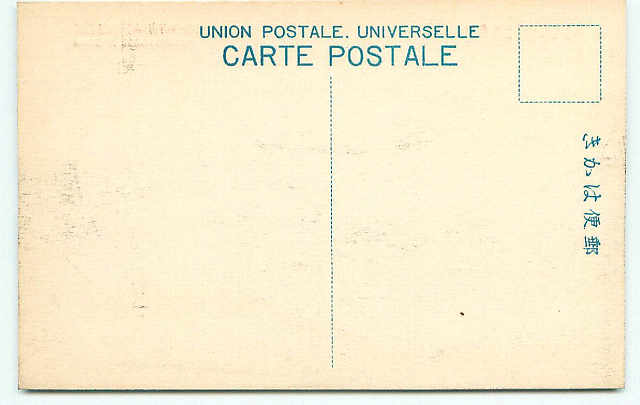 UNION POSTALE. UNIVERSELLE
CARTE POSTALE
郵便はかき